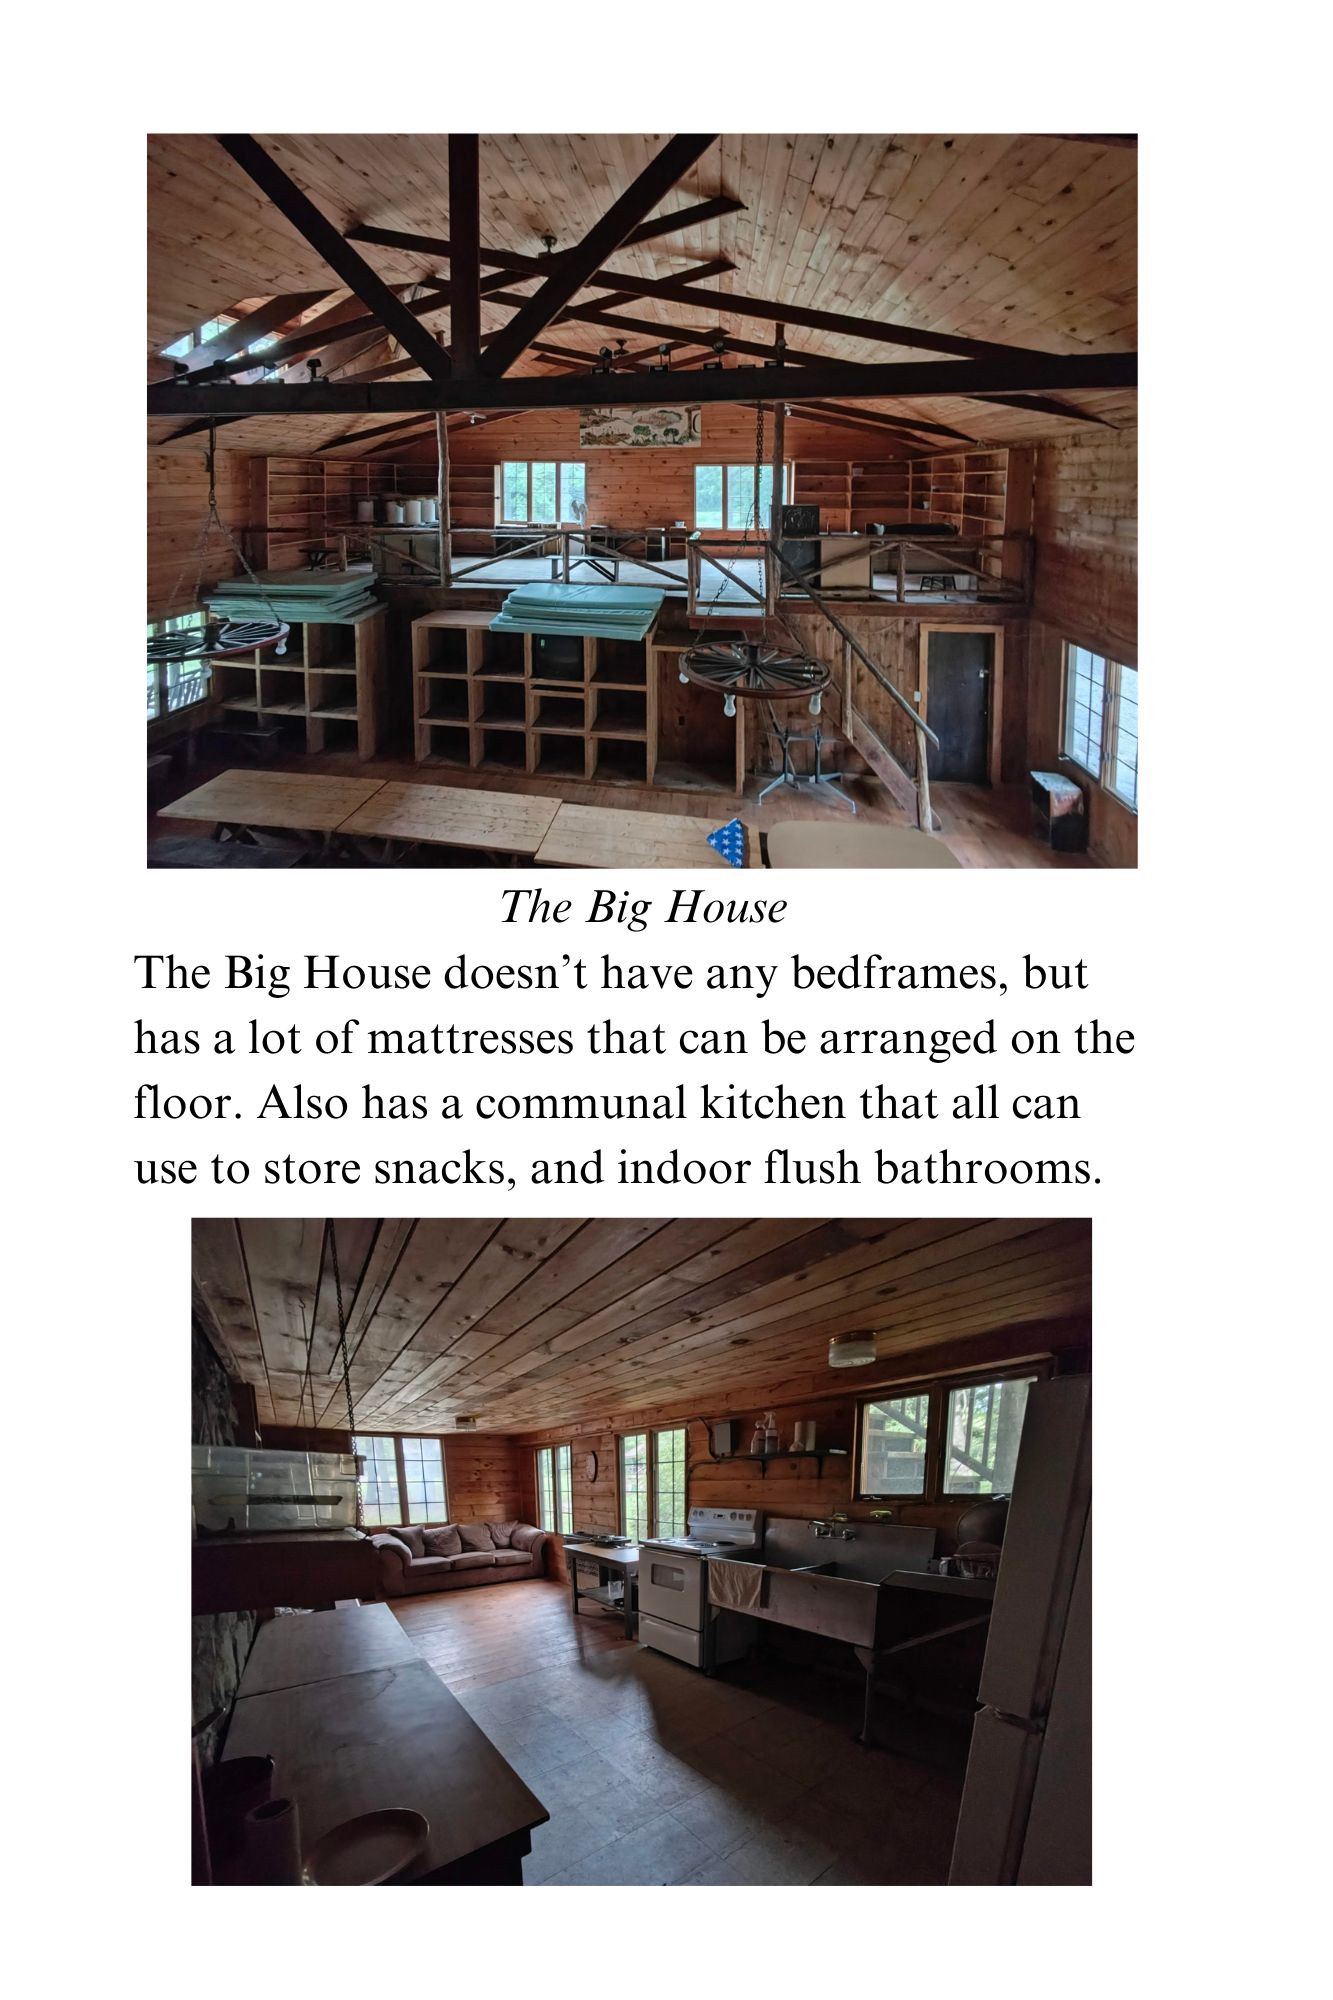 The Big House
The Big House doesn’t have any bedframes, but
has a lot of mattresses that can be arranged on the
floor. Also has a communal kitchen that all can
use to store snacks, and indoor flush bathrooms.